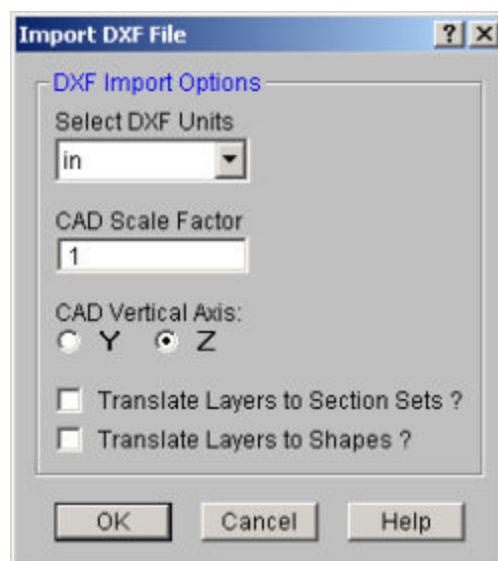 Import DXF File
DXF Import Options
Select DXF Units
in
CAD Scale Factor
1
CAD Vertical Axis:
Y Z
Translate Layers to Section Sets ?
Translate Layers to Shapes ?
OK Cancel Help